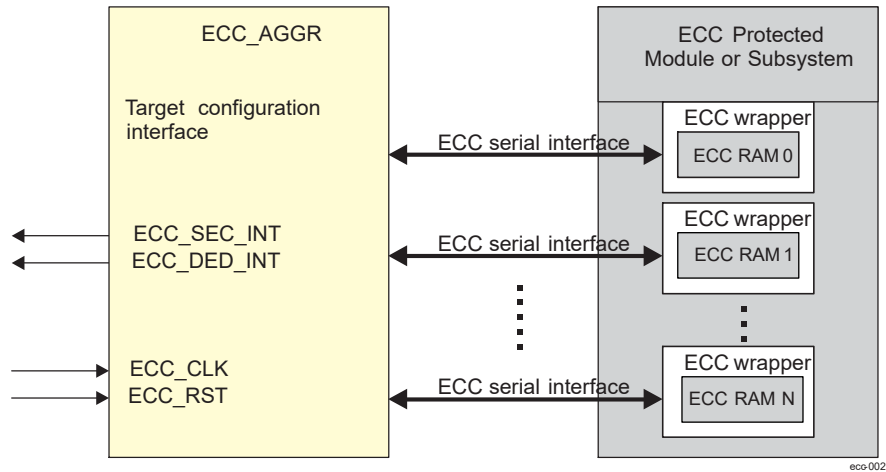 ECC_AGGR
Target configuration
interface
ECC_SEC_INT
ECC_DED_INT
ECC_CLK
ECC_RST
ECC serial interface
ECC serial interface
ECC serial interface
ECC Protected
Module or Subsystem
ECC wrapper
ECC RAM 0
ECC wrapper
ECC RAM 1
ECC wrapper
ECC RAM N
ecc-002